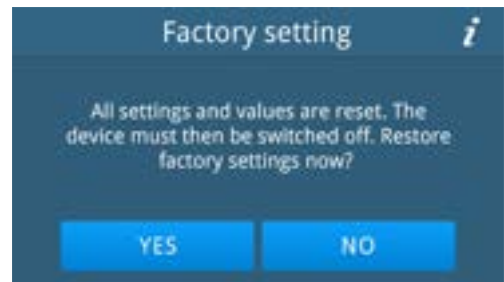 Factory setting i
All settings and values are reset. The
device must then be switched off. Restore
factory settings now?
YES NO